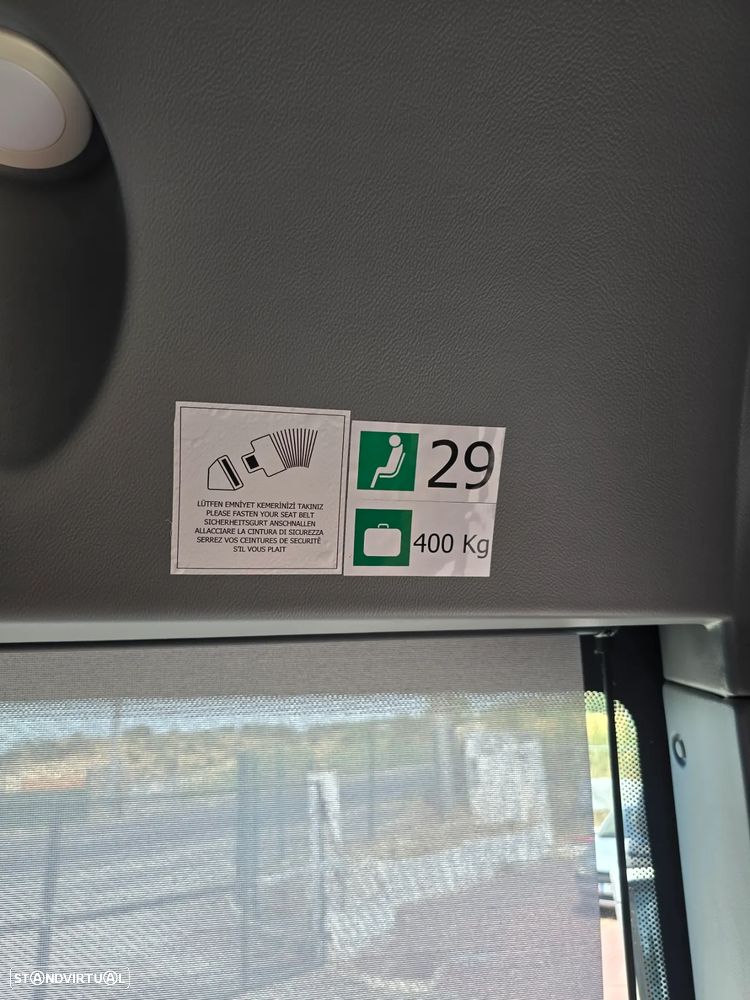 LÜTFEN EMNİYET KEMERİNİZİ TAKINIZ
PLEASE FASTEN YOUR SEAT BELT
SICHERHEITSGURT ANSCHNALLEN
ALLACCIARE LA CINTURA DI SICUREZZA
SERREZ VOS CEINTURES DE SECURITÈ
S'IL VOUS PLAIT
29
400 Kg
STANDVIRTUAL